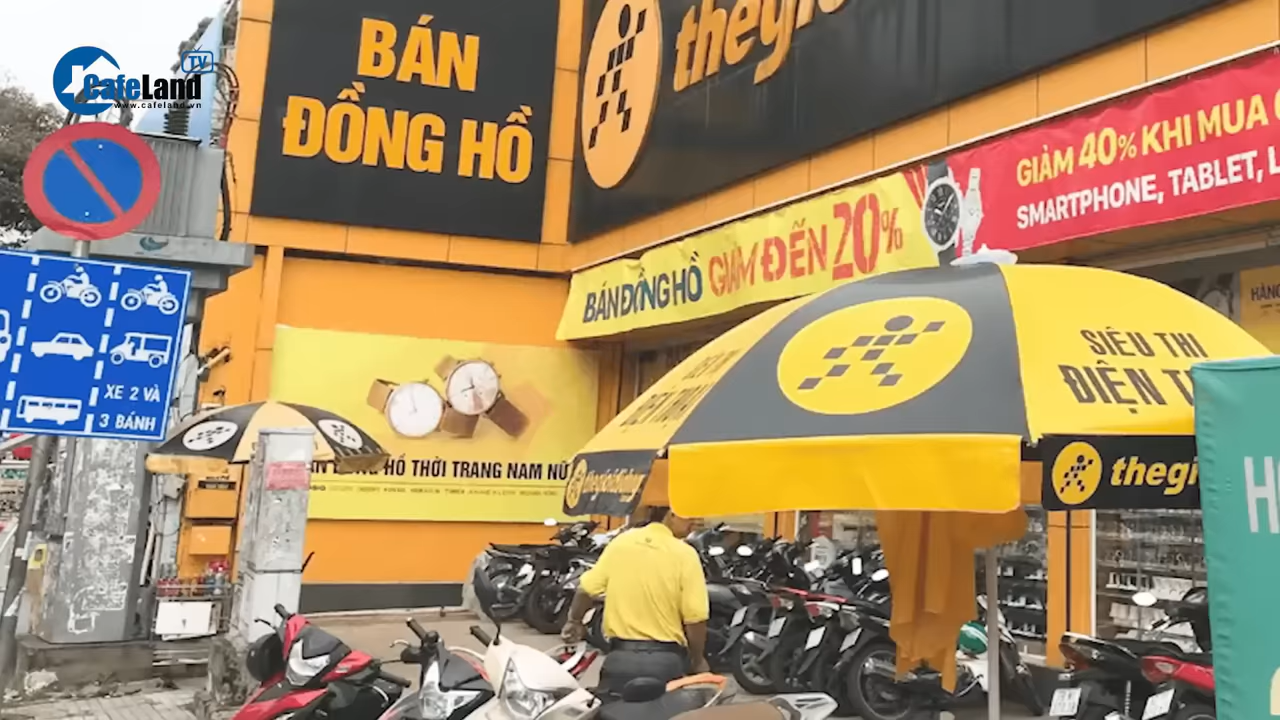 CafeLand TV
www.cafeland.vn
BÁN
ĐỒNG HỒ
thegi
GIẢM 40% KHI MUA
SMARTPHONE, TABLET, L
BÁN ĐỒNG HỒ GIẢM ĐẾN 20%
HÀNG
SIÊU THỊ
ĐIỆN T
XE 2 VÀ
3 BÁNH
HỒ THỜI TRANG NAM NỮ
thegioididong
thegi
H